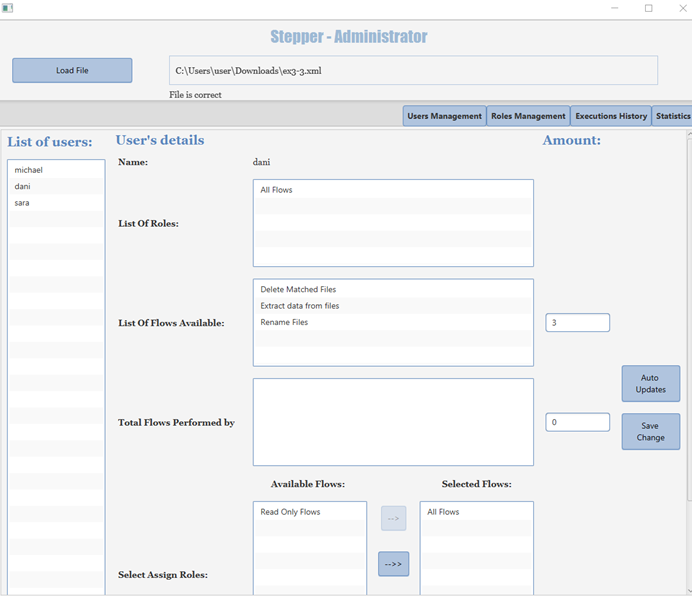 Stepper - Administrator
Load File
C:\Users\user\Downloads\ex3-3.xml
File is correct
Users Management
Roles Management
Executions History
Statistics
List of users:
User's details
Amount:
michael
dani
sara
Name:
dani
List Of Roles:
All Flows
List Of Flows Available:
Delete Matched Files
Extract data from files
Rename Files
3
Auto
Updates
Total Flows Performed by
0
Save
Change
Available Flows:
Selected Flows:
Select Assign Roles:
Read Only Flows
-->
-->>
All Flows